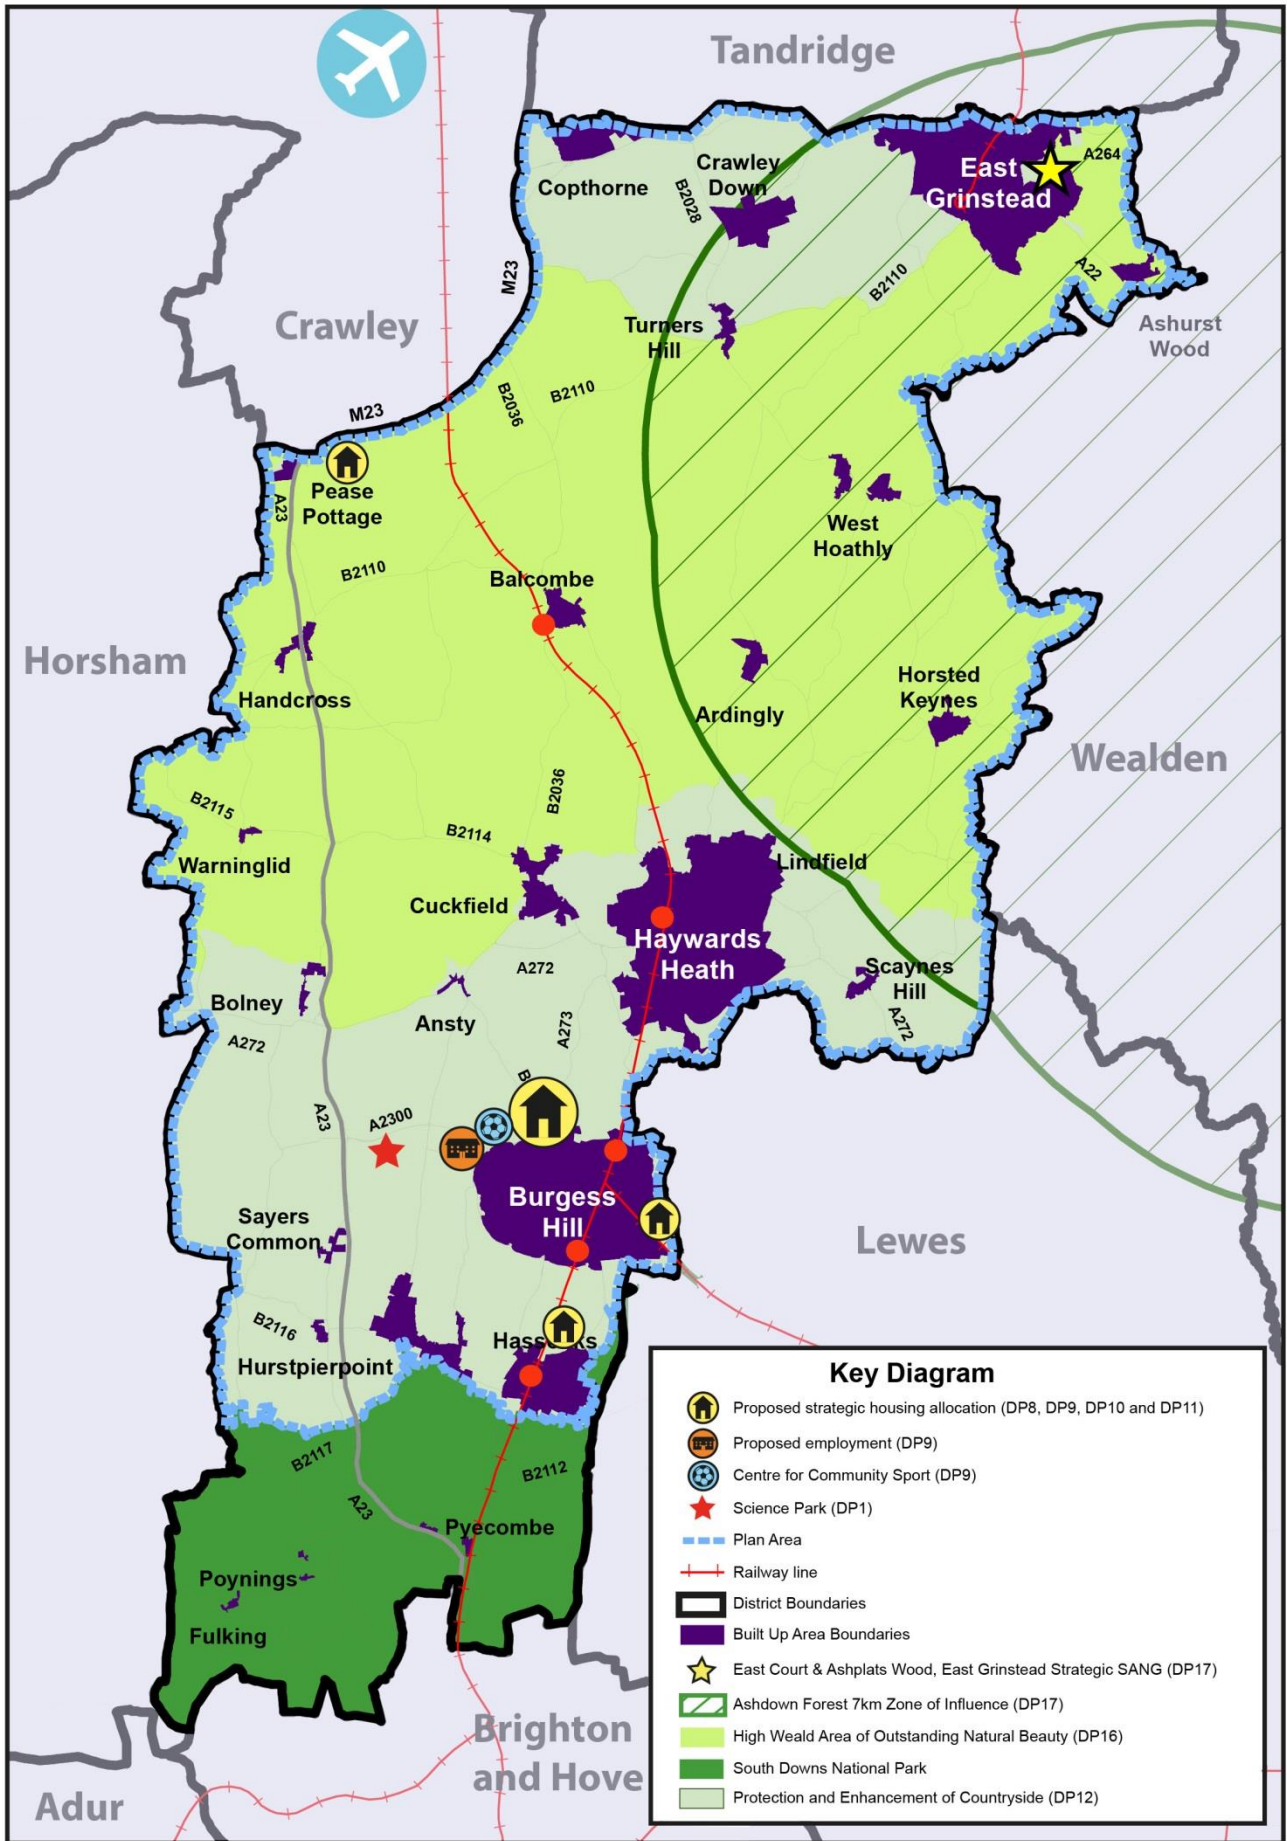 Tandridge
A264
East
Grinstead
Crawley
Down
Copthorne
B2028
M23
A22
B2110
Crawley
Turners
Hill
Ashurst
Wood
B2036
B2110
M23
Pease
Pottage
A23
West
Hoathly
B2110
Balcombe
Horsham
Handcross
Horsted
Keynes
Ardingly
Wealden
B2115
B2036
B2114
Warninglid
Lindfield
Cuckfield
Haywards
Heath
A272
Scaynes
Hill
Bolney
Ansty
A273
A272
A272
B
A23
A2300
Burgess
Hill
Sayers
Common
Lewes
B2116
Hurstpierpoint
B2117
B2112
A23
Pyecombe
Poynings
Fulking
Brighton
and Hove
Adur
Key Diagram
Proposed strategic housing allocation (DP8, DP9, DP10 and DP11)
Proposed employment (DP9)
Centre for Community Sport (DP9)
Science Park (DP1)
Plan Area
Railway line
District Boundaries
Built Up Area Boundaries
East Court & Ashplats Wood, East Grinstead Strategic SANG (DP17)
Ashdown Forest 7km Zone of Influence (DP17)
High Weald Area of Outstanding Natural Beauty (DP16)
South Downs National Park
Protection and Enhancement of Countryside (DP12)